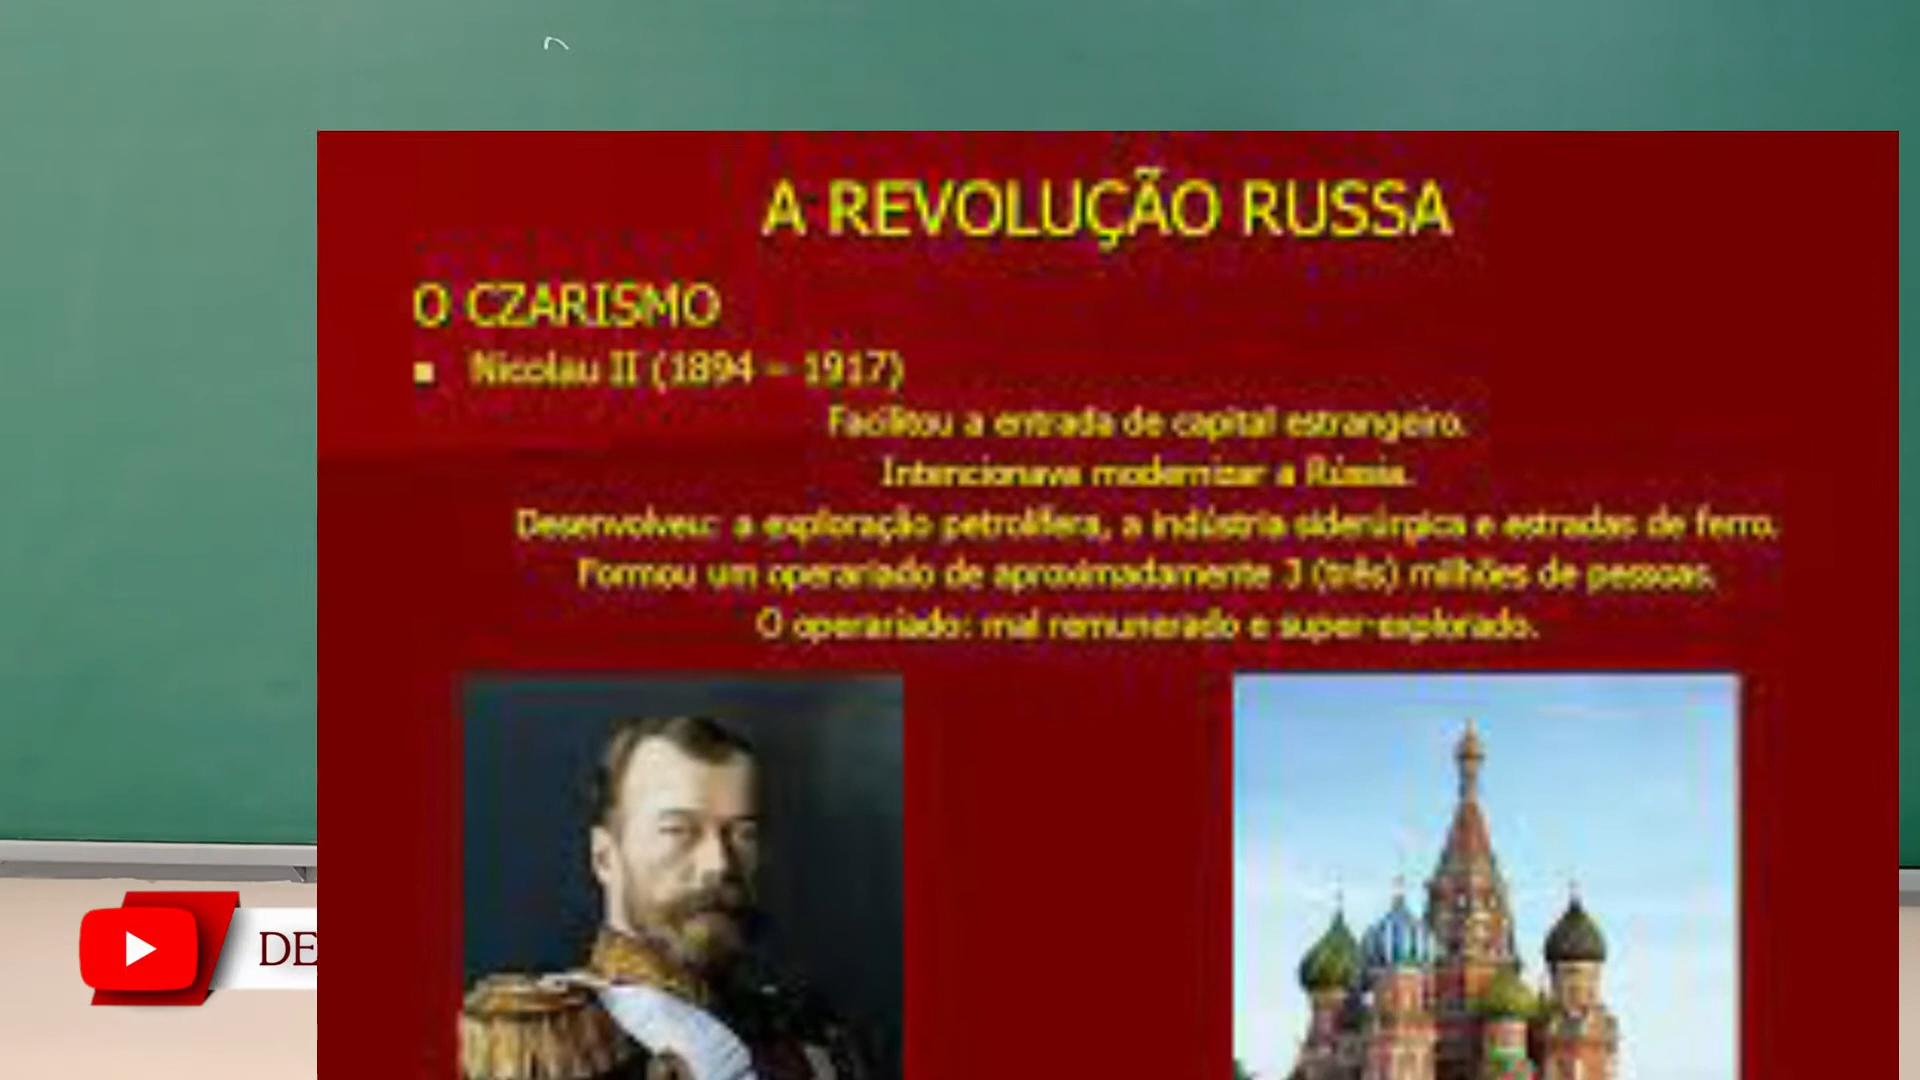 A REVOLUÇÃO RUSSA
O CZARISMO
Nicolau II (1894 – 1917)
Facilitou a entrada de capital estrangeiro.
Intencionava modernizar a Rússia.
Desenvolveu: a exploração petrolífera, a indústria siderúrgica e estradas de ferro.
Formou um operariado de aproximadamente 3 (três) milhões de pessoas.
O operariado: mal remunerado e super-explorado.
DE